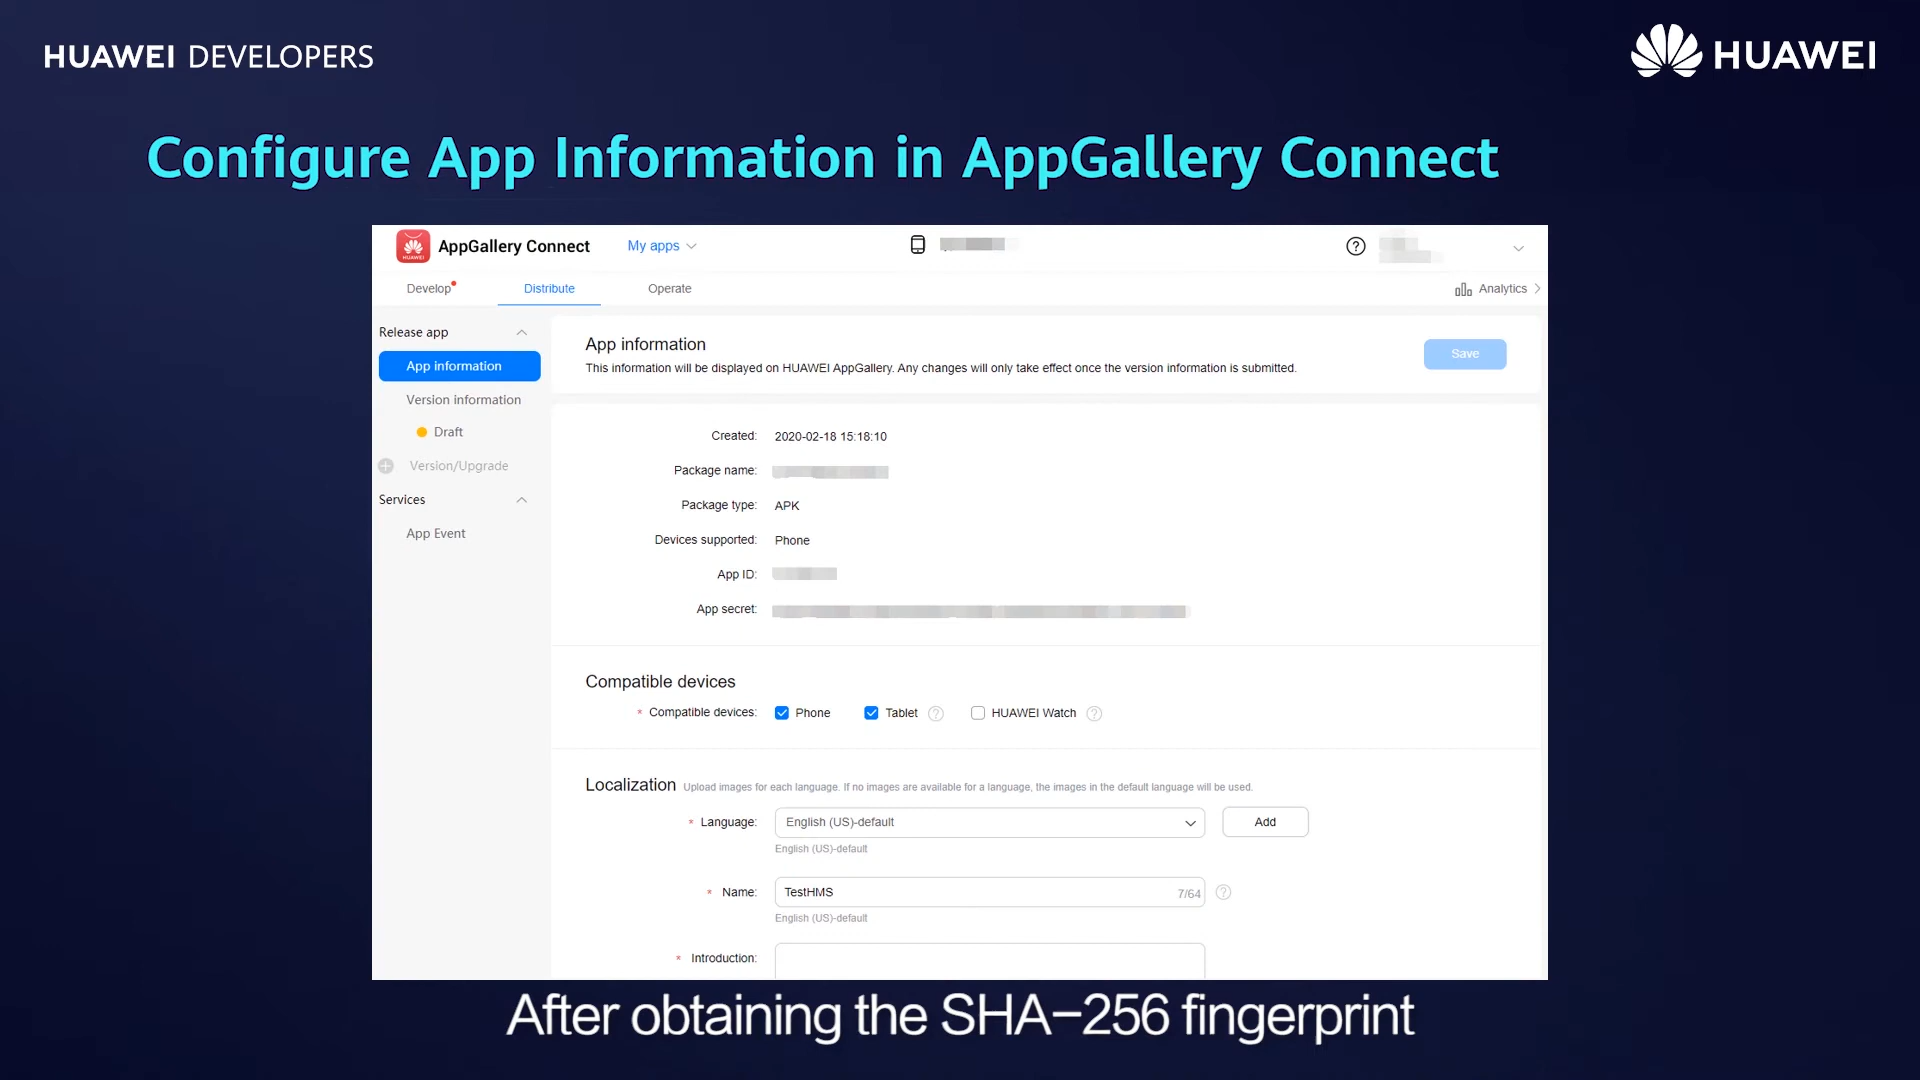 HUAWEI DEVELOPERS
HUAWEI
Configure App Information in AppGallery Connect
HUAWEI
AppGallery Connect
My apps
Develop
Distribute
Operate
Analytics
Release app
App information
Version information
Draft
Version/Upgrade
Services
App Event
App information
This information will be displayed on HUAWEI AppGallery. Any changes will only take effect once the version information is submitted.
Save
Created: 2020-02-18 15:18:10
Package name:
Package type: APK
Devices supported: Phone
App ID:
App secret:
Compatible devices
* Compatible devices: Phone Tablet ? HUAWEI Watch ?
Localization Upload images for each language. If no images are available for a language, the images in the default language will be used.
* Language: English (US)-default Add
English (US)-default
* Name: TestHMS 7/64 ?
English (US)-default
* Introduction:
After obtaining the SHA-256 fingerprint